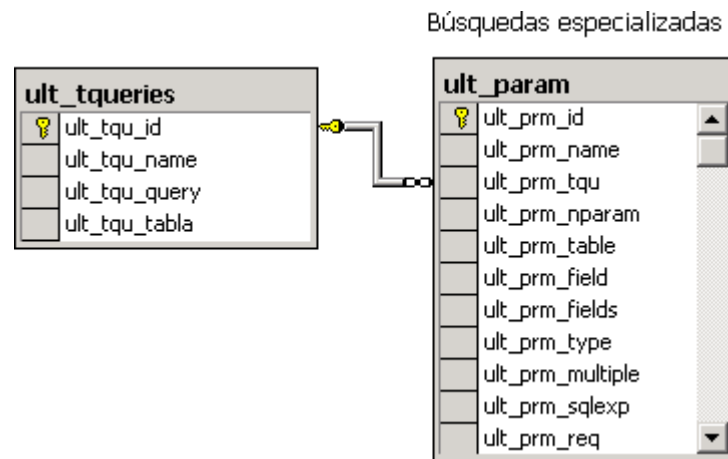 Búsquedas especializadas
ult_tqueries
ult_tqu_id
ult_tqu_name
ult_tqu_query
ult_tqu_tabla
ult_param
ult_prm_id
ult_prm_name
ult_prm_tqu
ult_prm_nparam
ult_prm_table
ult_prm_field
ult_prm_fields
ult_prm_type
ult_prm_multiple
ult_prm_sqlexp
ult_prm_req